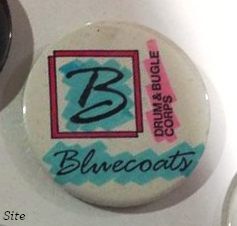 B
DRUM & BUGLE
CORPS
Bluecoats
Site